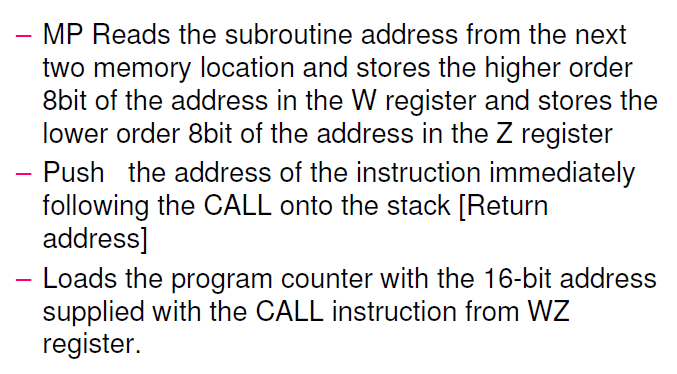 – MP Reads the subroutine address from the next
two memory location and stores the higher order
8bit of the address in the W register and stores the
lower order 8bit of the address in the Z register
– Push   the address of the instruction immediately
following the CALL onto the stack [Return
address]
– Loads the program counter with the 16-bit address
supplied with the CALL instruction from WZ
register.